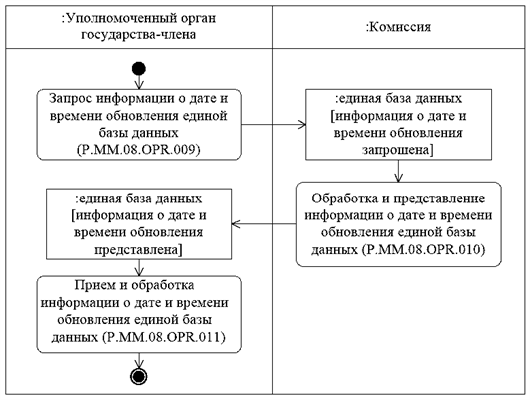 :Уполномоченный орган
государства-члена
:Комиссия
Запрос информации о дате и
времени обновления единой
базы данных
(P.MM.08.OPR.009)
:единая база данных
[информация о дате и
времени обновления
запрошена]
Обработка и представление
информации о дате и времени
обновления единой базы
данных (P.MM.08.OPR.010)
:единая база данных
[информация о дате и
времени обновления
представлена]
Прием и обработка
информации о дате и времени
обновления единой базы
данных (P.MM.08.OPR.011)